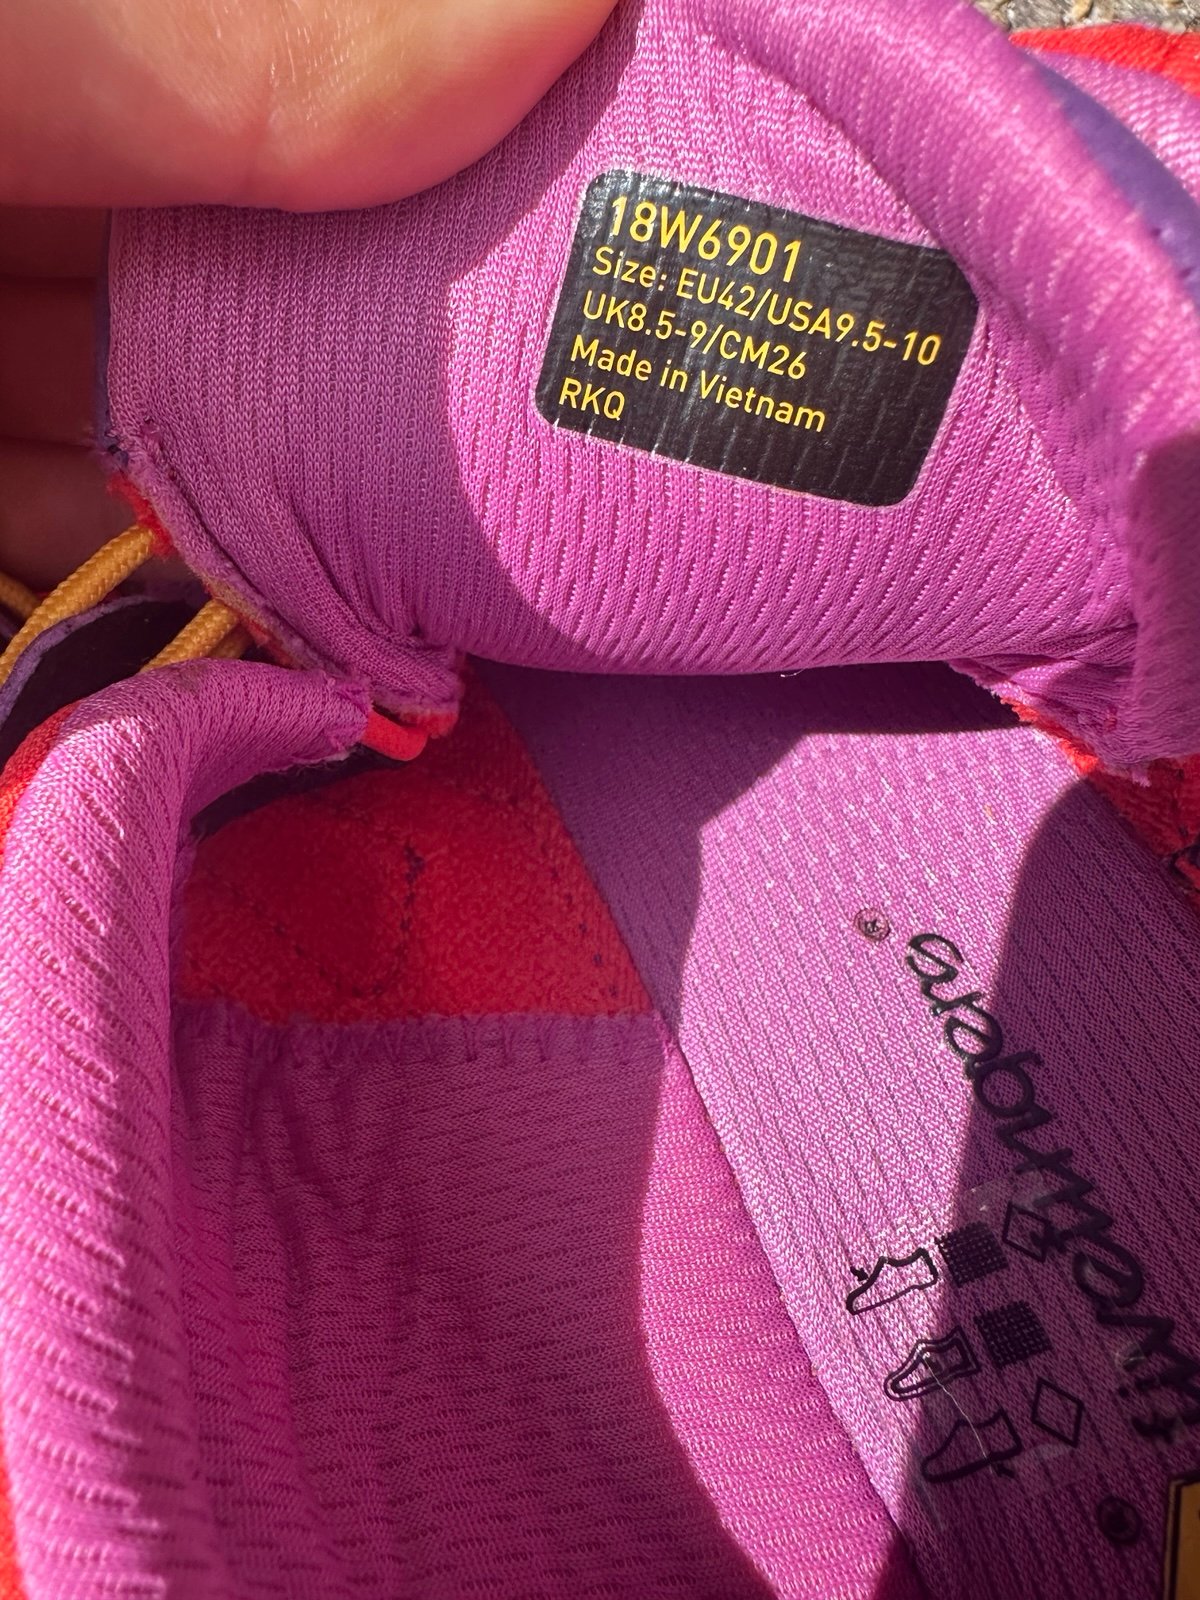 18W6901
Size: EU42/USA9.5-10
UK8.5-9/CM26
Made in Vietnam
RKQ